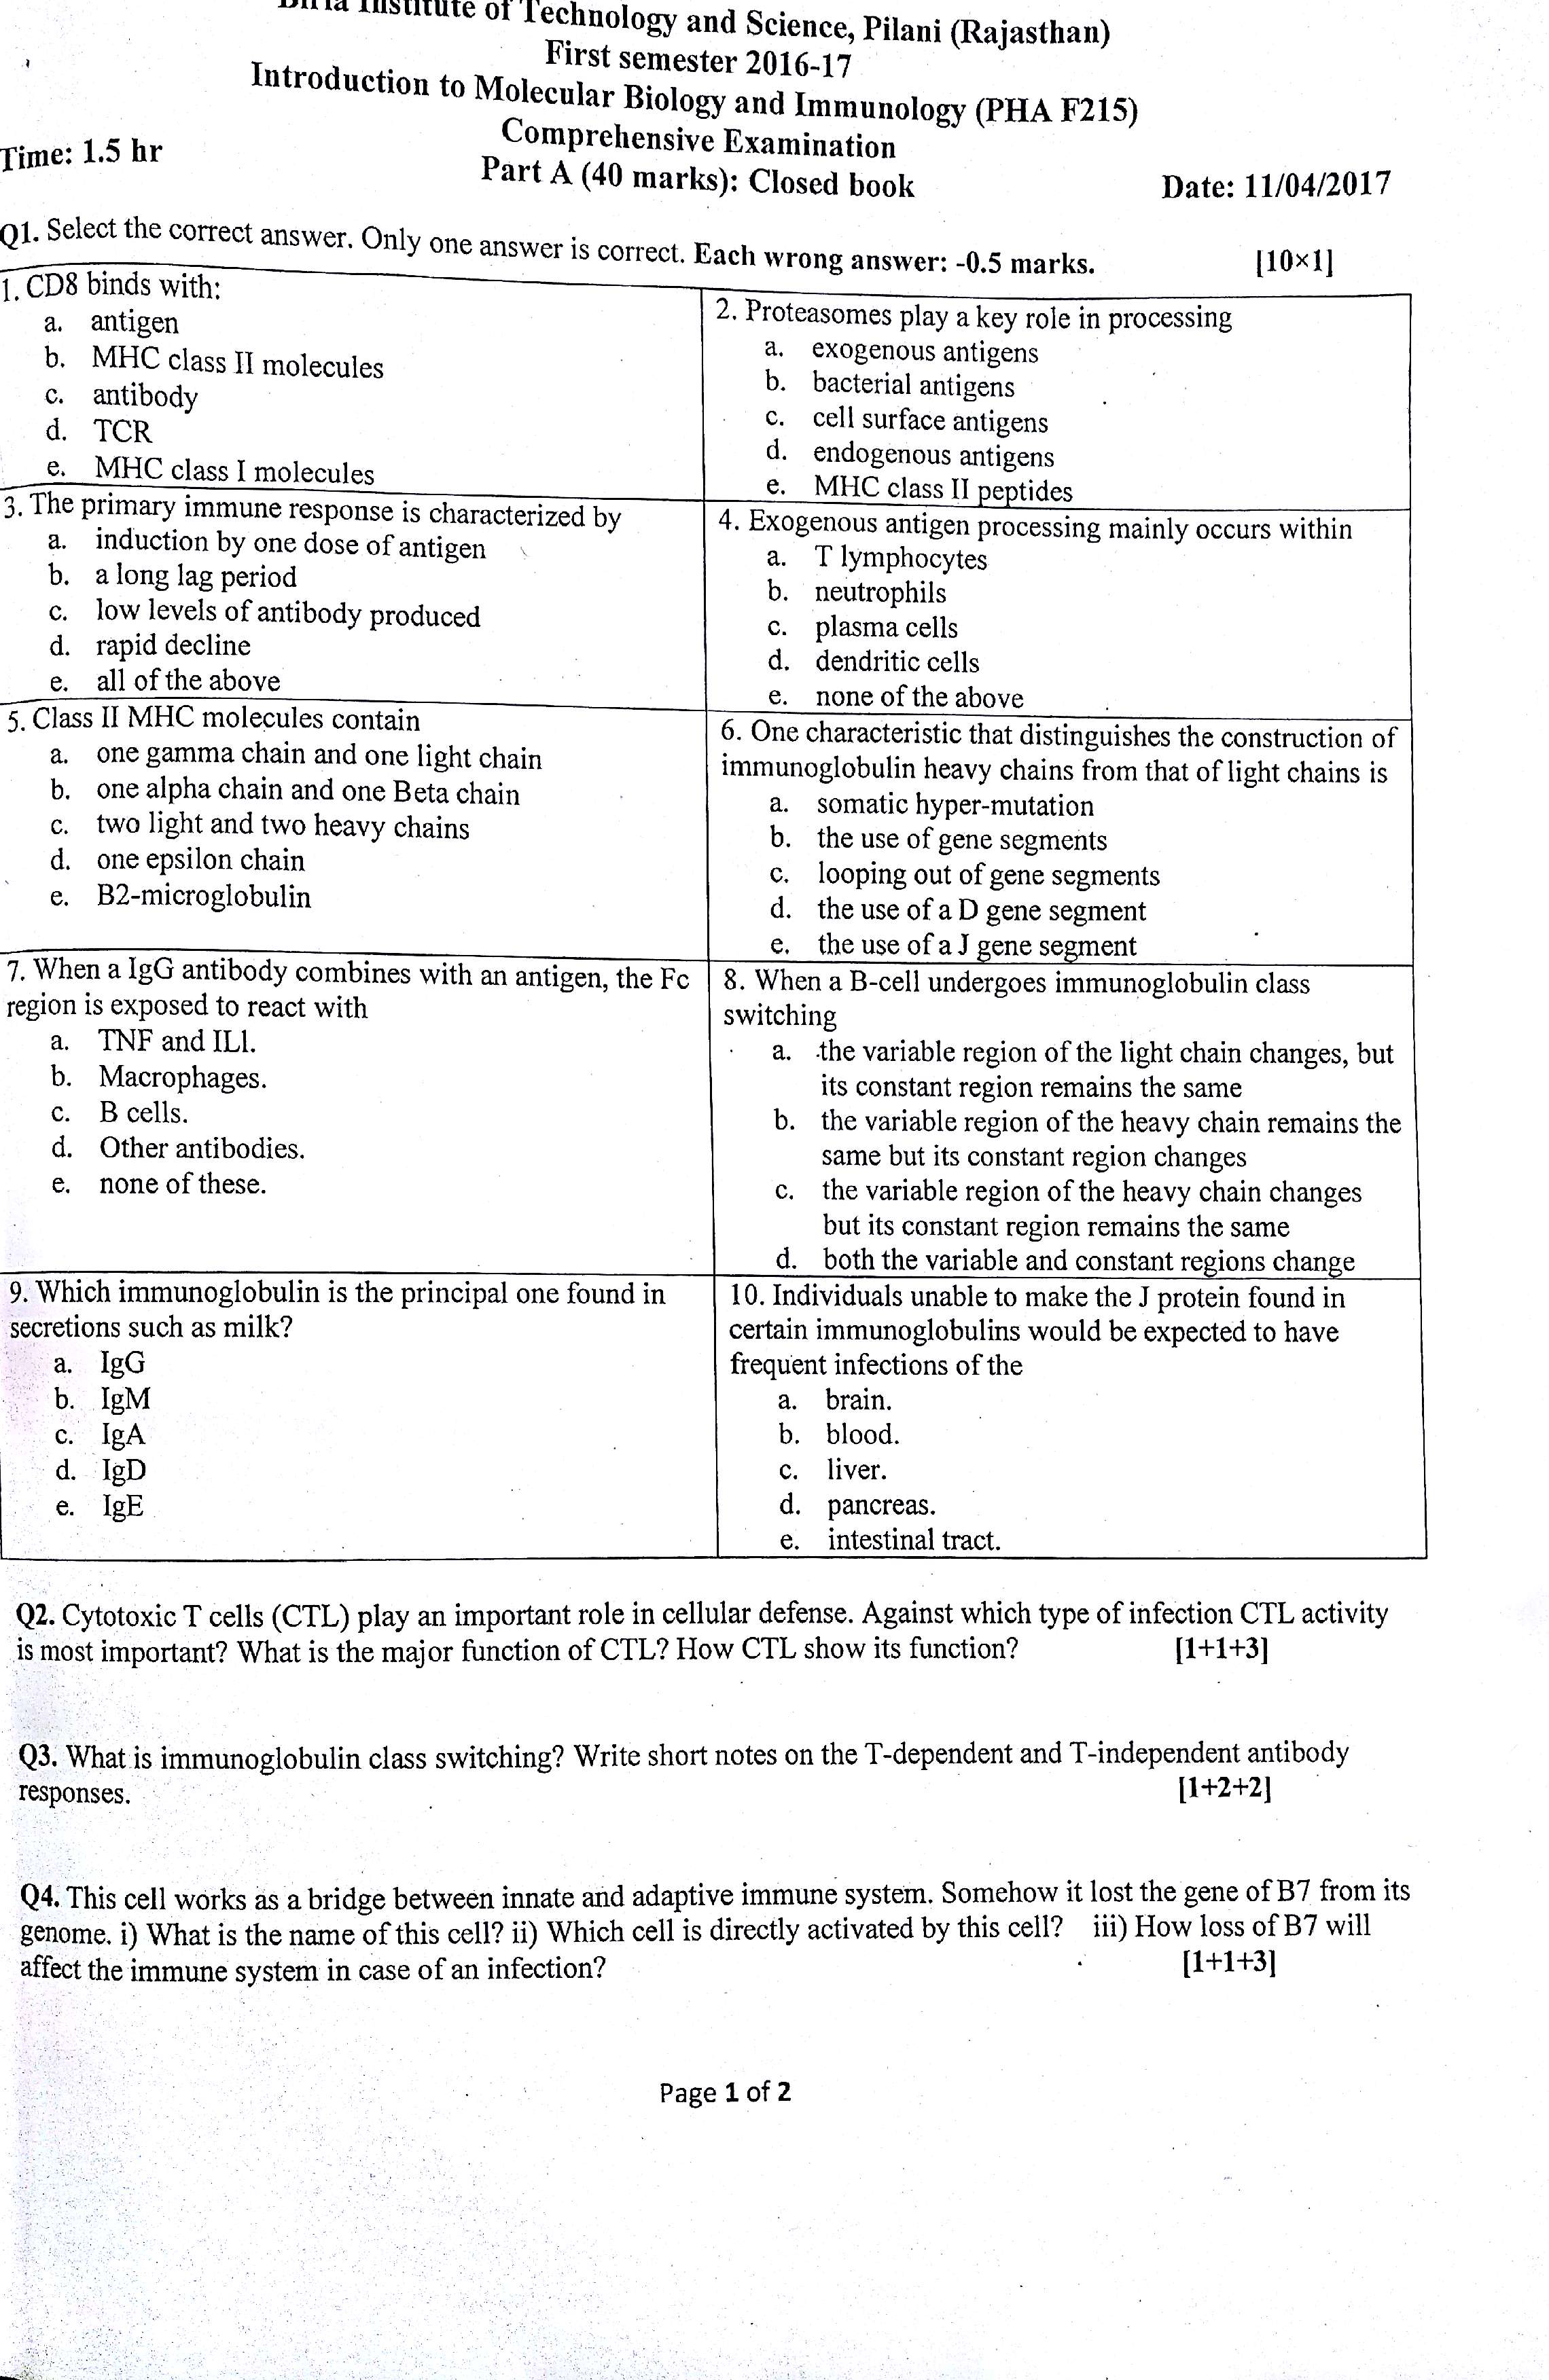 Institute of Technology and Science, Pilani (Rajasthan)
First semester 2016-17
Introduction to Molecular Biology and Immunology (PHA F215)
Comprehensive Examination
Time: 1.5 hr
Part A (40 marks): Closed book
Date: 11/04/2017
Q1. Select the correct answer. Only one answer is correct. Each wrong answer: -0.5 marks. [10×1]
1. CD8 binds with:
a. antigen
b. MHC class II molecules
c. antibody
d. TCR
e. MHC class I molecules
2. Proteasomes play a key role in processing
a. exogenous antigens
b. bacterial antigens
c. cell surface antigens
d. endogenous antigens
e. MHC class II peptides
3. The primary immune response is characterized by
a. induction by one dose of antigen
b. a long lag period
c. low levels of antibody produced
d. rapid decline
e. all of the above
4. Exogenous antigen processing mainly occurs within
a. T lymphocytes
b. neutrophils
c. plasma cells
d. dendritic cells
e. none of the above
5. Class II MHC molecules contain
a. one gamma chain and one light chain
b. one alpha chain and one Beta chain
c. two light and two heavy chains
d. one epsilon chain
e. B2-microglobulin
6. One characteristic that distinguishes the construction of
immunoglobulin heavy chains from that of light chains is
a. somatic hyper-mutation
b. the use of gene segments
c. looping out of gene segments
d. the use of a D gene segment
e. the use of a J gene segment
7. When a IgG antibody combines with an antigen, the Fc
region is exposed to react with
a. TNF and IL1.
b. Macrophages.
c. B cells.
d. Other antibodies.
e. none of these.
8. When a B-cell undergoes immunoglobulin class
switching
a. the variable region of the light chain changes, but
its constant region remains the same
b. the variable region of the heavy chain remains the
same but its constant region changes
c. the variable region of the heavy chain changes
but its constant region remains the same
d. both the variable and constant regions change
9. Which immunoglobulin is the principal one found in
secretions such as milk?
a. IgG
b. IgM
c. IgA
d. IgD
e. IgE
10. Individuals unable to make the J protein found in
certain immunoglobulins would be expected to have
frequent infections of the
a. brain.
b. blood.
c. liver.
d. pancreas.
e. intestinal tract.
Q2. Cytotoxic T cells (CTL) play an important role in cellular defense. Against which type of infection CTL activity
is most important? What is the major function of CTL? How CTL show its function? [1+1+3]
Q3. What is immunoglobulin class switching? Write short notes on the T-dependent and T-independent antibody
responses. [1+2+2]
Q4. This cell works as a bridge between innate and adaptive immune system. Somehow it lost the gene of B7 from its
genome. i) What is the name of this cell? ii) Which cell is directly activated by this cell? iii) How loss of B7 will
affect the immune system in case of an infection? [1+1+3]
Page 1 of 2